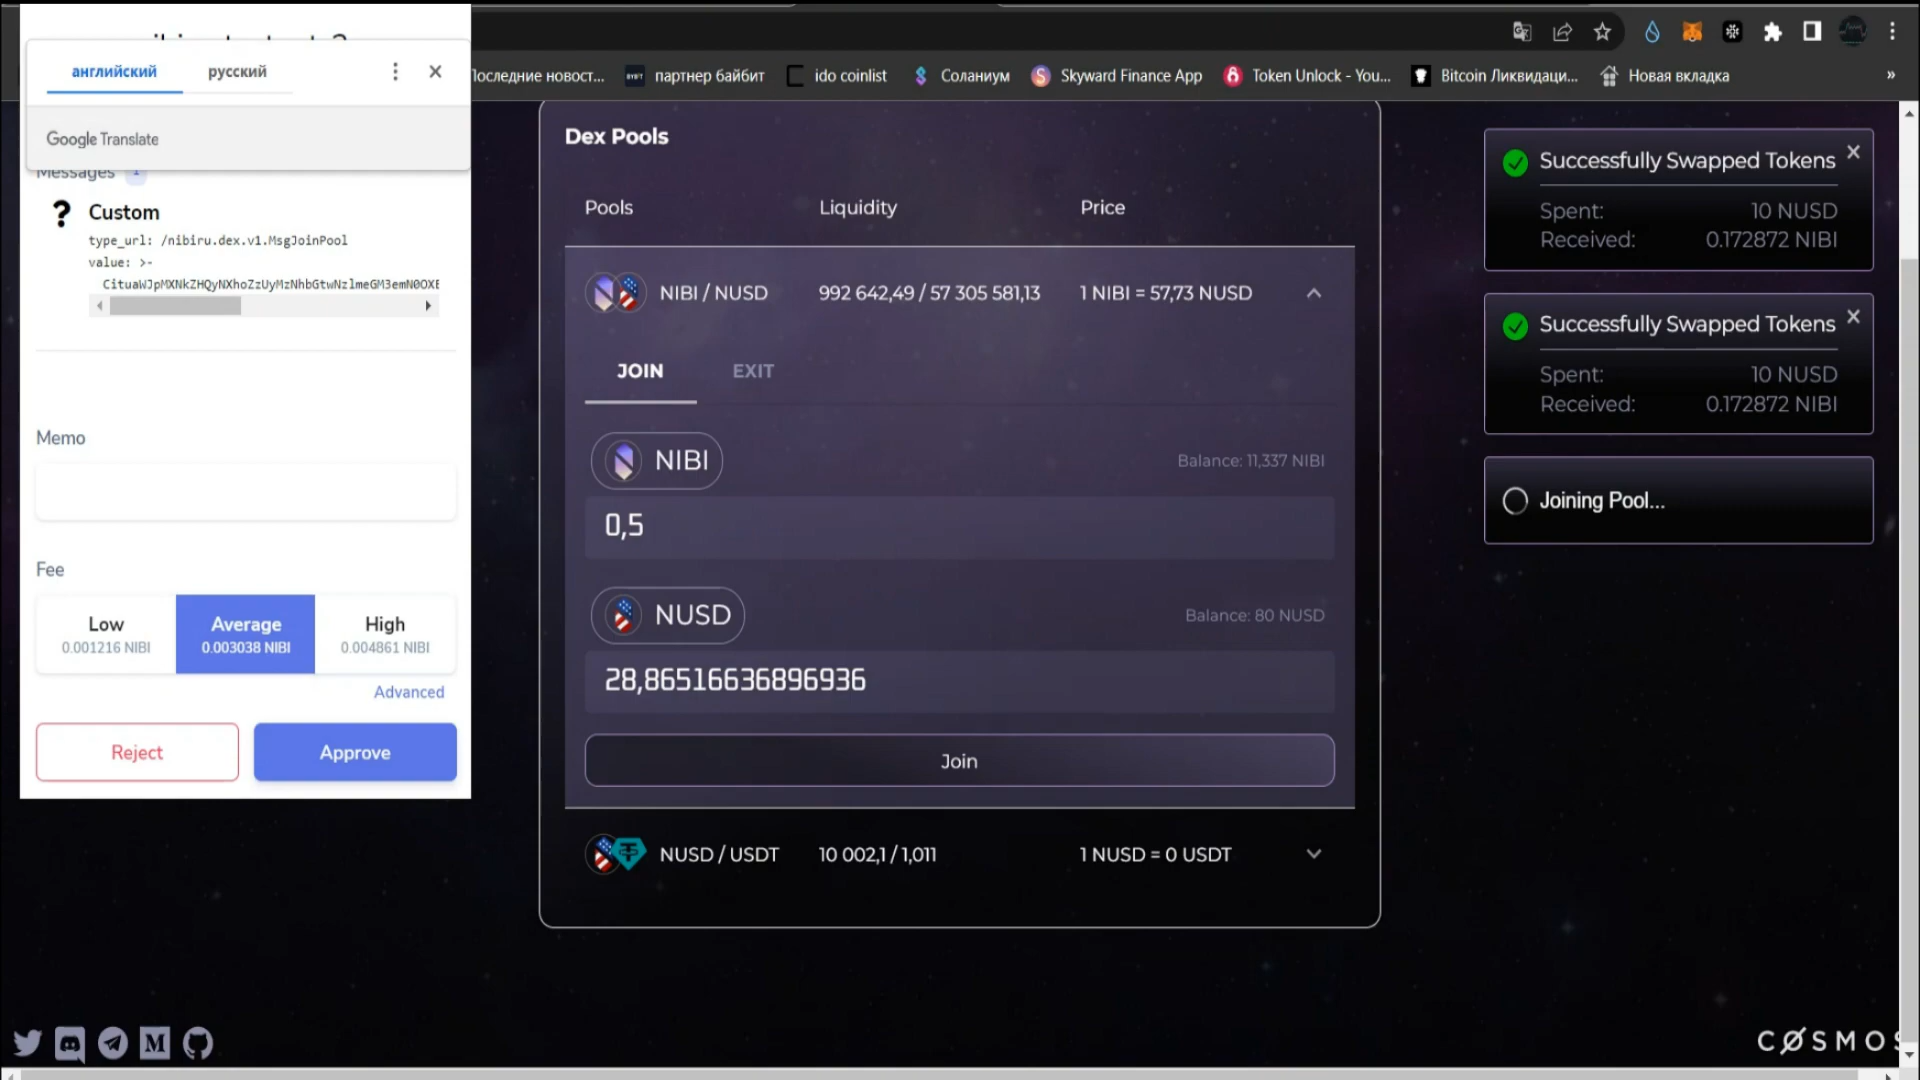 английский
русский
Google Translate
Messages 1
Custom
type_url: /nibiru.dex.v1.MsgJoinPool
value: >-
Memo
Fee
Low
0.001216 NIBI
Average
0.003038 NIBI
High
0.004861 NIBI
Advanced
Reject
Approve
новост...
партнер байбит
ido coinlist
Соланиум
Skyward Finance App
Token Unlock - You...
Bitcoin Ликвидаци...
Новая вкладка
»
Dex Pools
Pools
Liquidity
Price
NIBI / NUSD
992 642,49 / 57 305 581,13
1 NIBI = 57,73 NUSD
JOIN
EXIT
NIBI
Balance: 11,337 NIBI
0,5
NUSD
Balance: 80 NUSD
28,86516636896936
Join
NUSD / USDT
10 002,1 / 1,011
1 NUSD = 0 USDT
Successfully Swapped Tokens
Spent: 10 NUSD
Received: 0.172872 NIBI
Successfully Swapped Tokens
Spent: 10 NUSD
Received: 0.172872 NIBI
Joining Pool...
CØSMOS